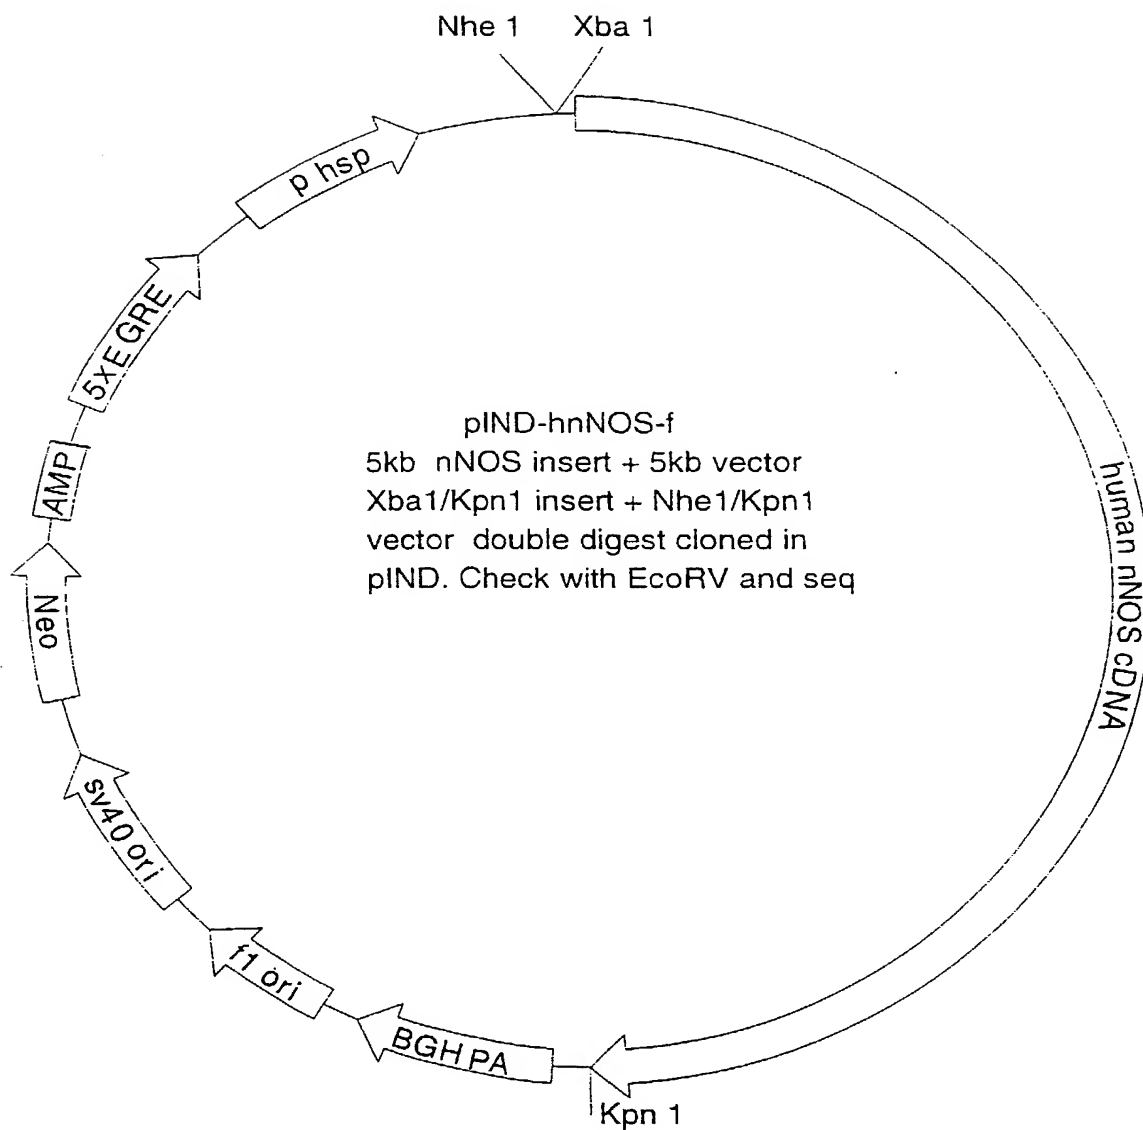 Nhe 1
Xba 1
p hsp
5xE GRE
AMP
Neo
sv40 ori
f1 ori
BGH PA
Kpn 1
human nNOS cDNA
pIND-hnNOS-f
5kb nNOS insert + 5kb vector
Xba1/Kpn1 insert + Nhe1/Kpn1
vector double digest cloned in
pIND. Check with EcoRV and seq